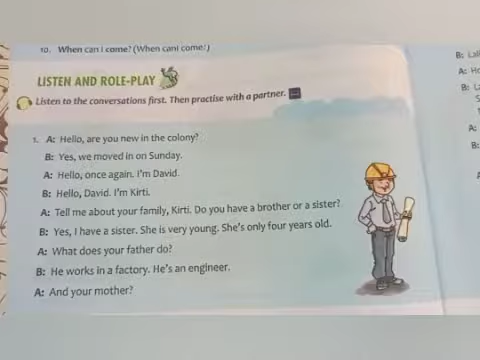 10. When can I come? (When canI come?)
LISTEN AND ROLE-PLAY
Listen to the conversations first. Then practise with a partner.
1. A: Hello, are you new in the colony?
B: Yes, we moved in on Sunday.
A: Hello, once again. I'm David.
B: Hello, David. I'm Kirti.
A: Tell me about your family, Kirti. Do you have a brother or a sister?
B: Yes, I have a sister. She is very young. She's only four years old.
A: What does your father do?
B: He works in a factory. He's an engineer.
A: And your mother?
B:
A:
B:
A:
B: